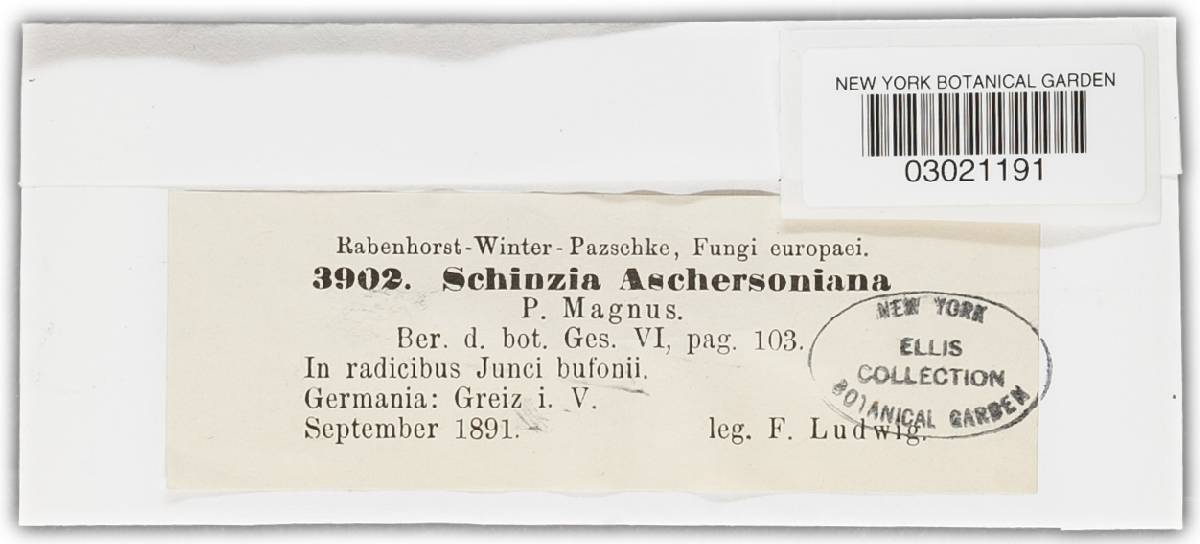 NEW YORK BOTANICAL GARDEN
03021191
Rabenhorst-Winter-Pazschke, Fungi europaei.
3902. Schinzia Aschersoniana
P. Magnus.
Ber. d. bot. Ges. VI, pag. 103.
In radicibus Junci bufonii.
Germania: Greiz i. V.
September 1891. leg. F. Ludwig.
NEW YORK
ELLIS
COLLECTION
BOTANICAL GARDEN